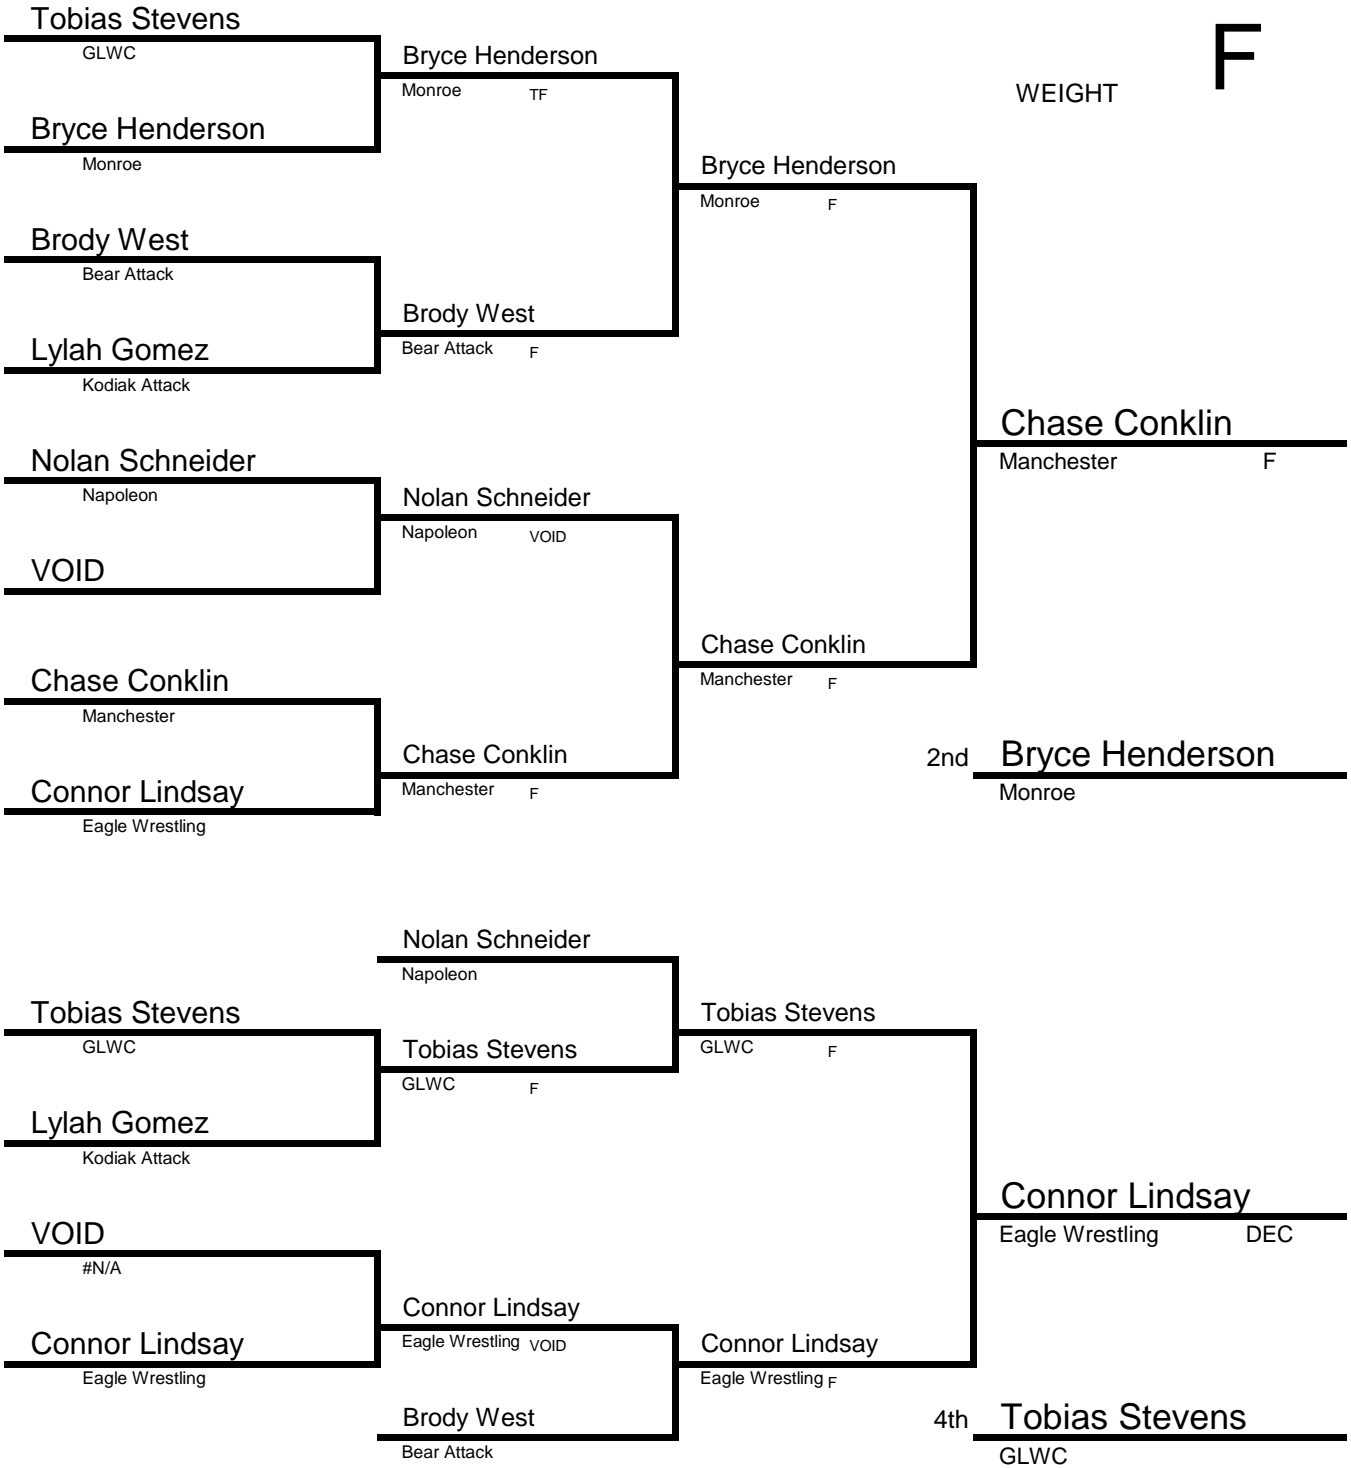 Tobias Stevens
GLWC
Bryce Henderson
Monroe TF
F
WEIGHT
Bryce Henderson
Monroe
Bryce Henderson
Monroe F
Brody West
Bear Attack
Brody West
Bear Attack F
Lylah Gomez
Kodiak Attack
Chase Conklin
Manchester F
Nolan Schneider
Napoleon
Nolan Schneider
Napoleon VOID
VOID
Chase Conklin
Manchester F
Chase Conklin
Manchester
Chase Conklin
Manchester F
2nd Bryce Henderson
Monroe
Connor Lindsay
Eagle Wrestling
Nolan Schneider
Napoleon
Tobias Stevens
GLWC
Tobias Stevens
GLWC F
Tobias Stevens
GLWC F
Lylah Gomez
Kodiak Attack
Connor Lindsay
Eagle Wrestling DEC
VOID
#N/A
Connor Lindsay
Eagle Wrestling VOID
Connor Lindsay
Eagle Wrestling
Connor Lindsay
Eagle Wrestling F
Brody West
Bear Attack
4th Tobias Stevens
GLWC